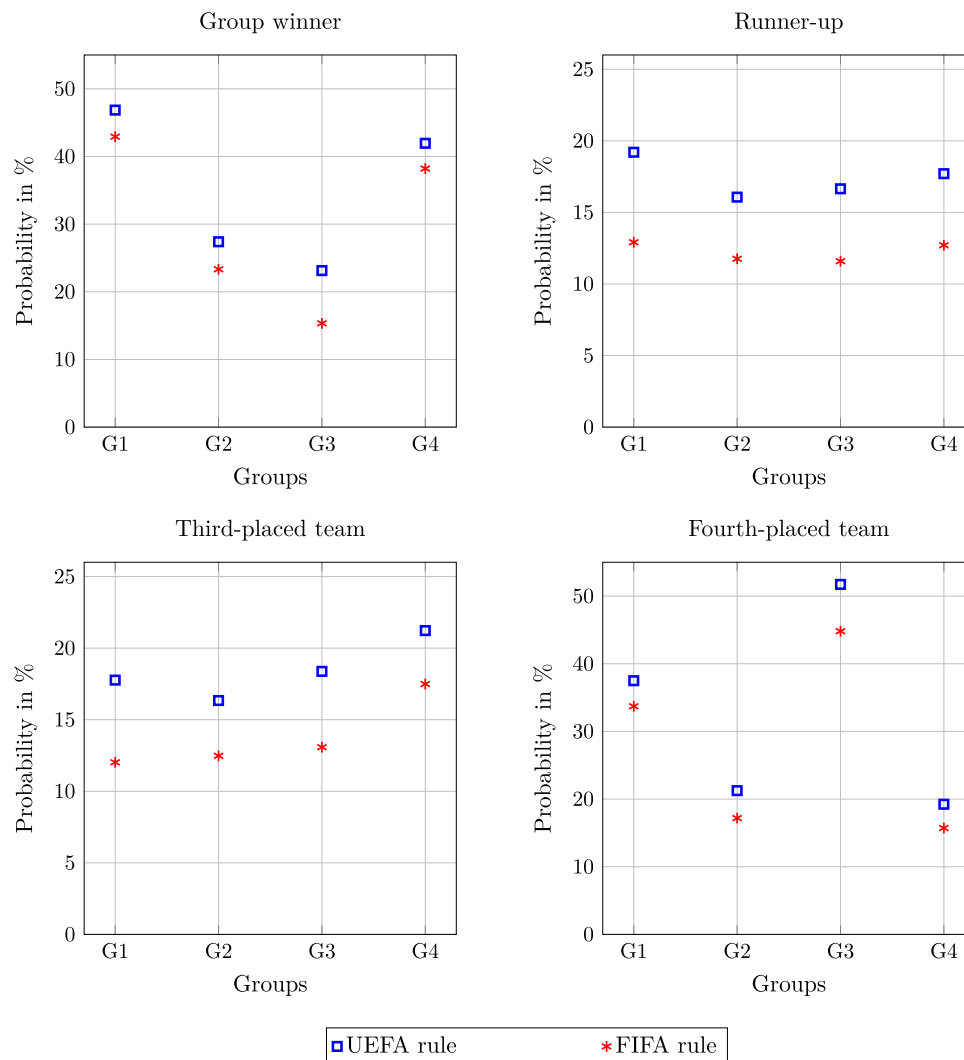 Group winner
Runner-up
50
40
30
20
10
0
Probability in %
G1 G2 G3 G4
Groups
25
20
15
10
5
0
Probability in %
G1 G2 G3 G4
Groups
Third-placed team
Fourth-placed team
25
20
15
10
5
0
Probability in %
G1 G2 G3 G4
Groups
50
40
30
20
10
0
Probability in %
G1 G2 G3 G4
Groups
UEFA rule FIFA rule